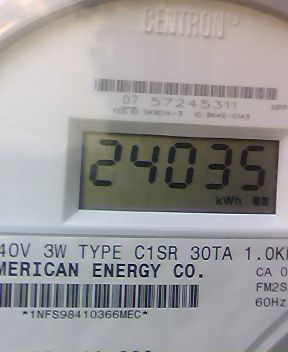 CENTRON®
07 57245311
24035
kWh
40V 3W TYPE C1SR 30TA 1.0K
MERICAN ENERGY CO.
CA 0
FM2S
60Hz
*1NFS98410366MEC*